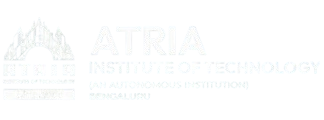 ATRIA
INSTITUTE OF TECHNOLOGY
(AN AUTONOMOUS INSTITUTION)
BENGALURU